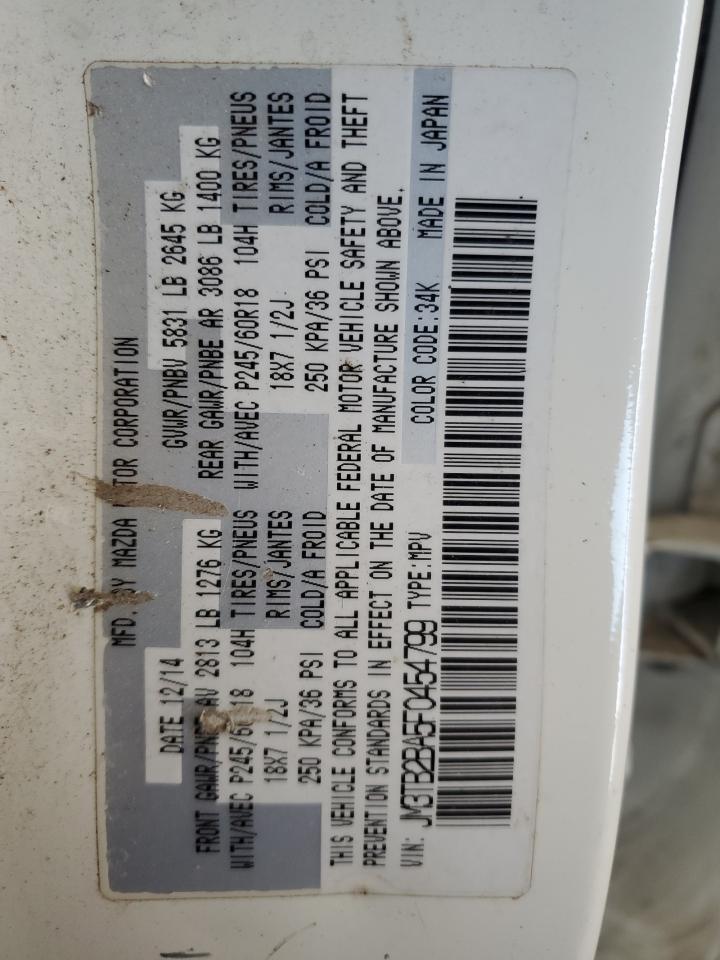 MFD. BY MAZDA MOTOR CORPORATION
DATE 12/14 GVWR/PNBV 5831 LB 2645 KG
FRONT GAWR/PNBE AV 2813 LB 1276 KG REAR GAWR/PNBE AR 3086 LB 1400 KG
WITH/AVEC P245/60R18 104H TIRES/PNEUS WITH/AVEC P245/60R18 104H TIRES/PNEUS
18X7 1/2J RIMS/JANTES 18X7 1/2J RIMS/JANTES
250 KPA/36 PSI COLD/A FROID 250 KPA/36 PSI COLD/A FROID
THIS VEHICLE CONFORMS TO ALL APPLICABLE FEDERAL MOTOR VEHICLE SAFETY AND THEFT
PREVENTION STANDARDS IN EFFECT ON THE DATE OF MANUFACTURE SHOWN ABOVE.
VIN: JM3TB2BA5F0454799 TYPE:MPV COLOR CODE:34K MADE IN JAPAN